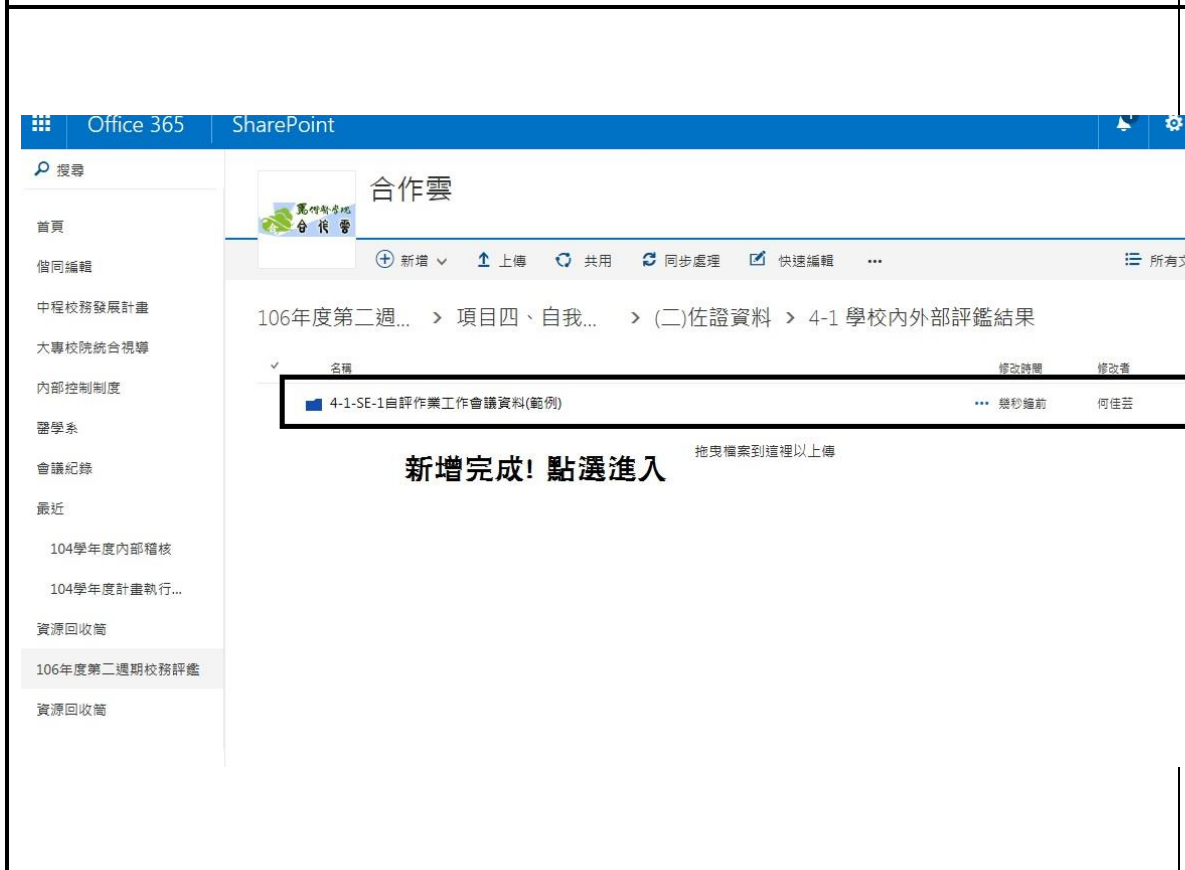 Office 365 SharePoint
搜尋
合作雲
合作雲
首頁
新增 上傳 共用 同步處理 快速編輯 ... 所有文
偕同編輯
中程校務發展計畫
106年度第二週... > 項目四、自我... > (二)佐證資料 > 4-1 學校內外部評鑑結果
大專校院統合視導
名稱 修改時間 修改者
內部控制制度
4-1-SE-1自評作業工作會議資料(範例) ... 幾秒鐘前 何佳芸
醫學系
拖曳檔案到這裡以上傳
新增完成! 點選進入
會議紀錄
最近
104學年度內部稽核
104學年度計畫執行...
資源回收筒
106年度第二週期校務評鑑
資源回收筒